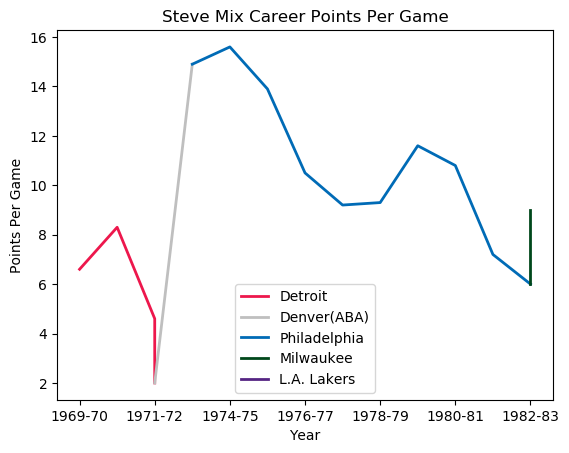 Steve Mix Career Points Per Game
16
14
12
10
8
6
4
2
Points Per Game
Detroit
Denver(ABA)
Philadelphia
Milwaukee
L.A. Lakers
1969-70 1971-72 1974-75 1976-77 1978-79 1980-81 1982-83
Year